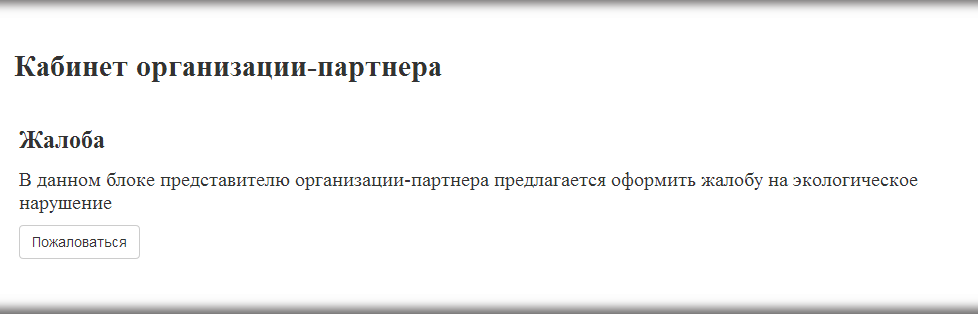 Кабинет организации-партнера
Жалоба
В данном блоке представителю организации-партнера предлагается оформить жалобу на экологическое
нарушение
Пожаловаться